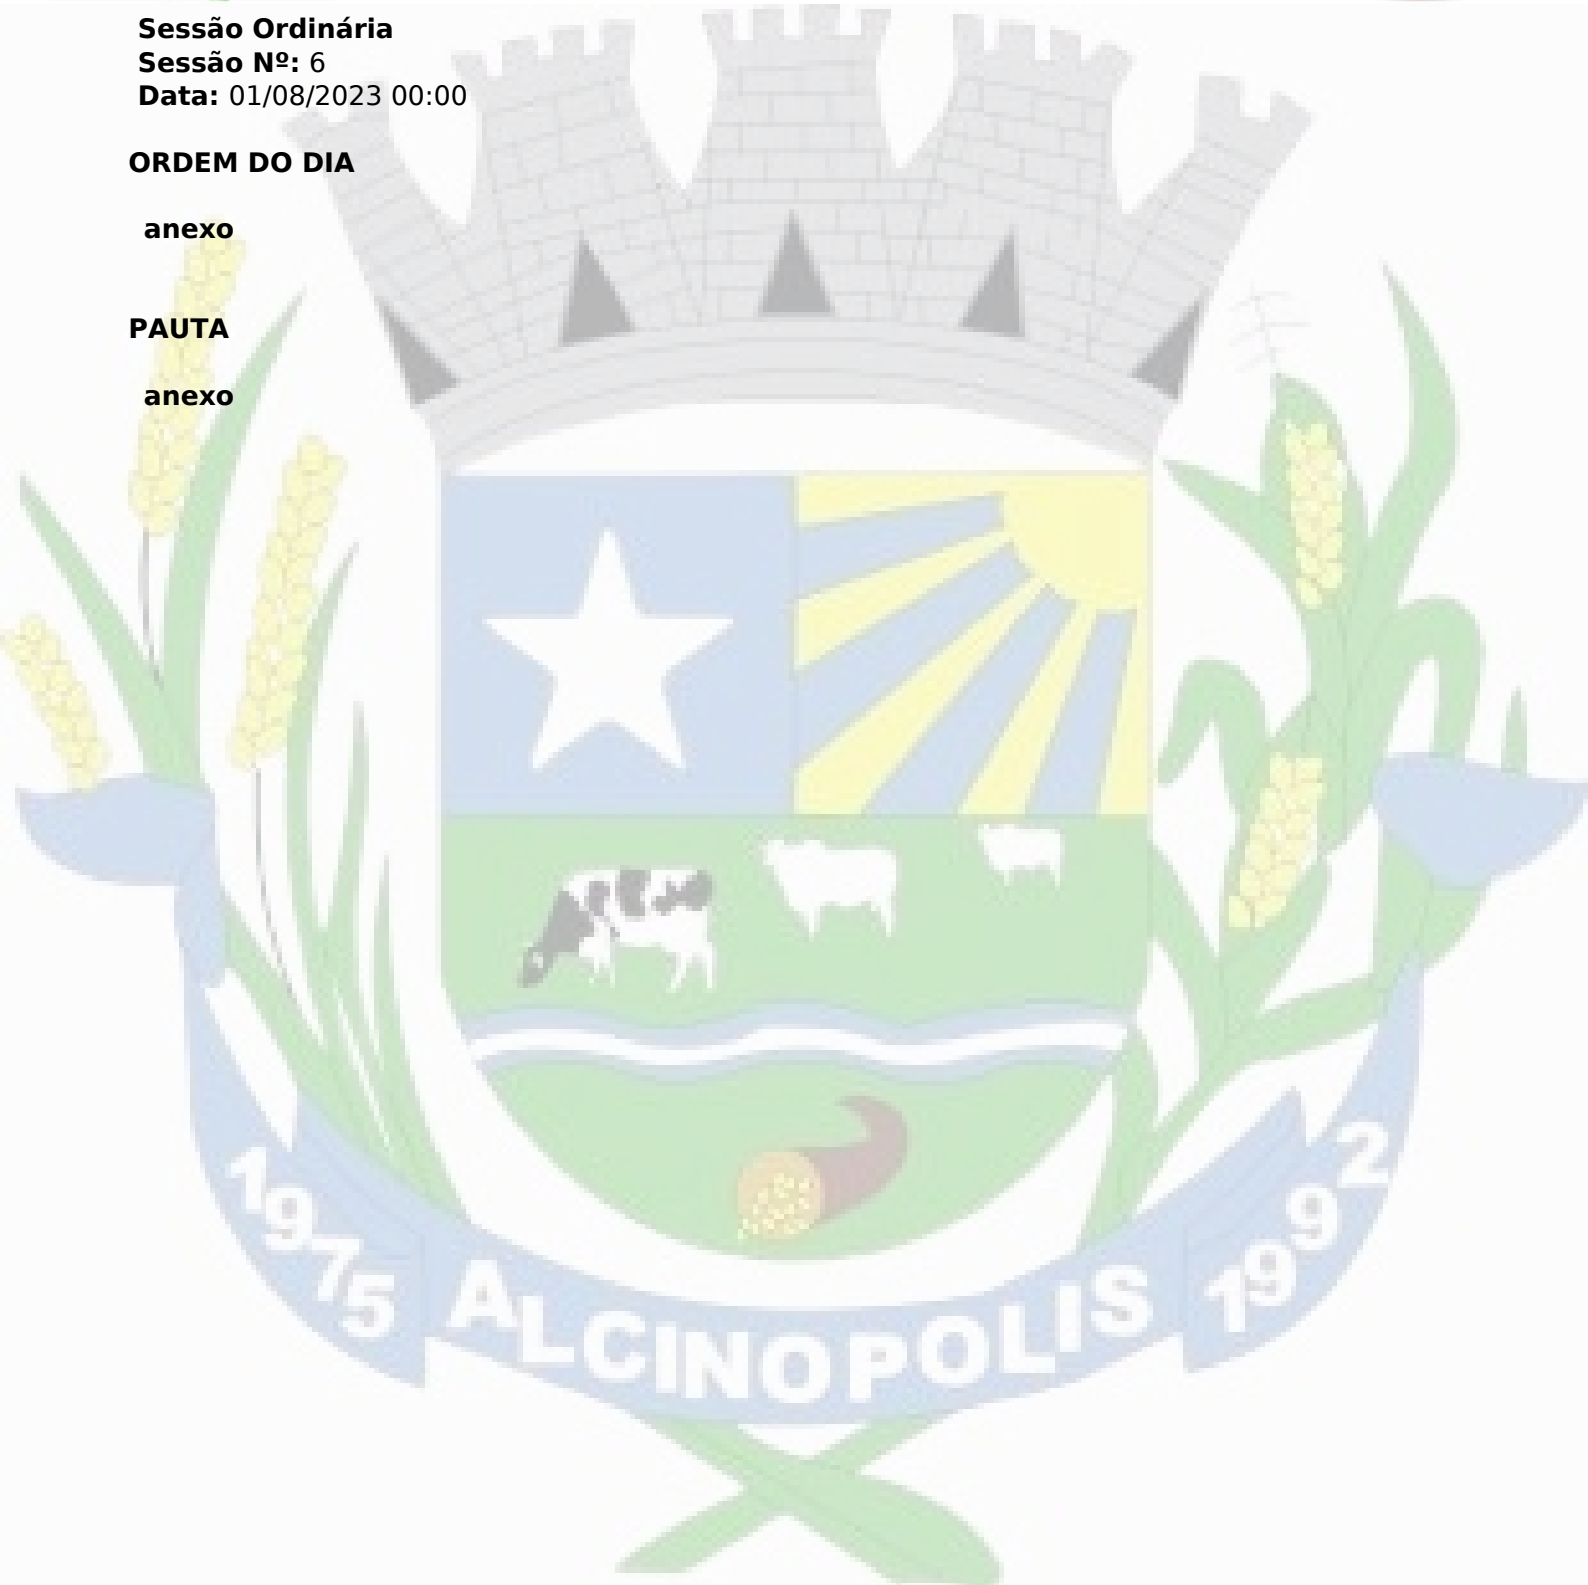 Sessão Ordinária
Sessão Nº: 6
Data: 01/08/2023 00:00
ORDEM DO DIA
anexo
PAUTA
anexo
1975 ALCINOPOLIS 1992